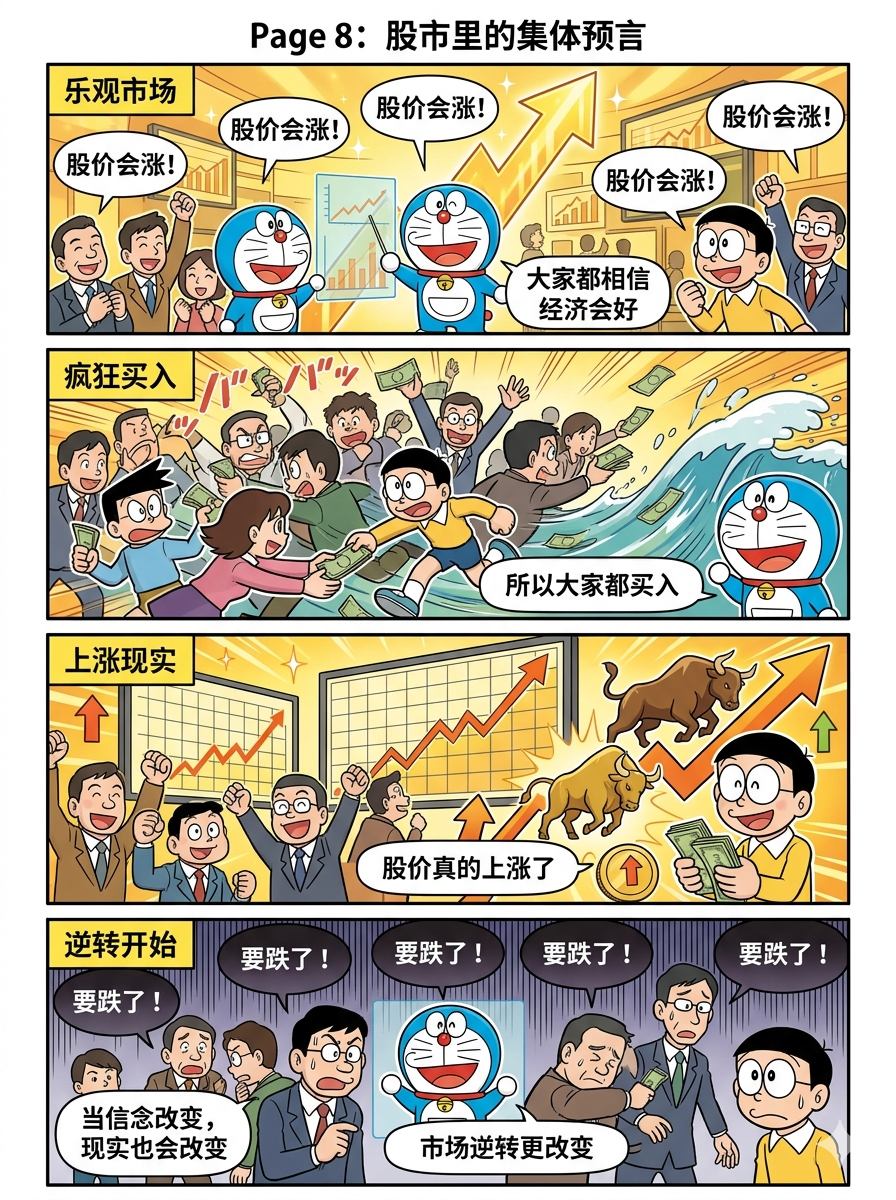 Page 8：股市里的集体预言
乐观市场
股价会涨！
股价会涨！
股价会涨！
股价会涨！
股价会涨！
大家都相信
经济会好
疯狂买入
ッバッバッ
所以大家都买入
上涨现实
股价真的上涨了
逆转开始
要跌了！
要跌了！
要跌了！
要跌了！
要跌了！
当信念改变，
现实也会改变
市场逆转更改变